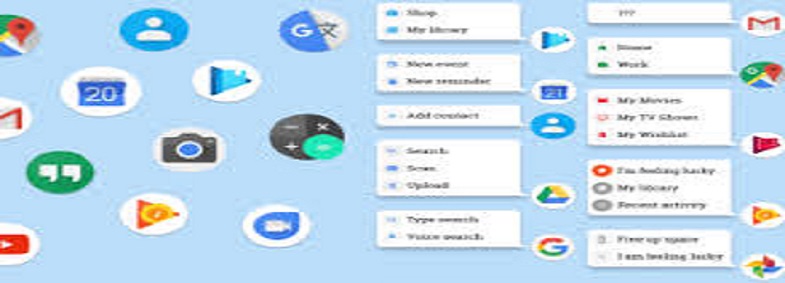 20
G 文
Shop
My library
New event
New reminder
21
Add contact
Search
Scan
Upload
Type search
Voice search
G
???
Home
Work
My Movies
My TV Shows
My Wishlist
I'm feeling lucky
My library
Recent activity
Free up space
I am feeling lucky